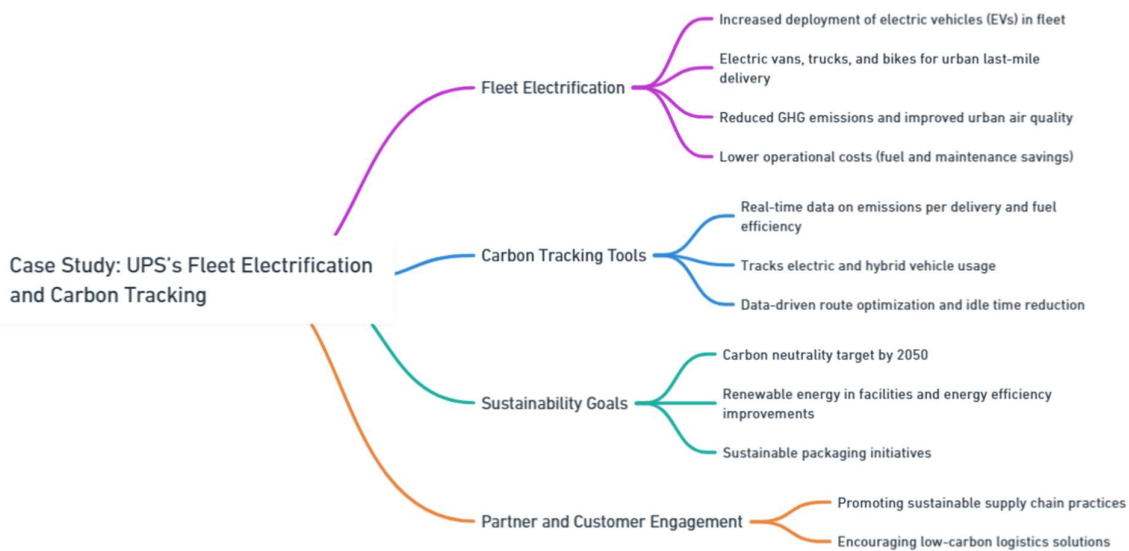 Case Study: UPS's Fleet Electrification
and Carbon Tracking
Fleet Electrification
Increased deployment of electric vehicles (EVs) in fleet
Electric vans, trucks, and bikes for urban last-mile
delivery
Reduced GHG emissions and improved urban air quality
Lower operational costs (fuel and maintenance savings)
Carbon Tracking Tools
Real-time data on emissions per delivery and fuel
efficiency
Tracks electric and hybrid vehicle usage
Data-driven route optimization and idle time reduction
Sustainability Goals
Carbon neutrality target by 2050
Renewable energy in facilities and energy efficiency
improvements
Sustainable packaging initiatives
Partner and Customer Engagement
Promoting sustainable supply chain practices
Encouraging low-carbon logistics solutions